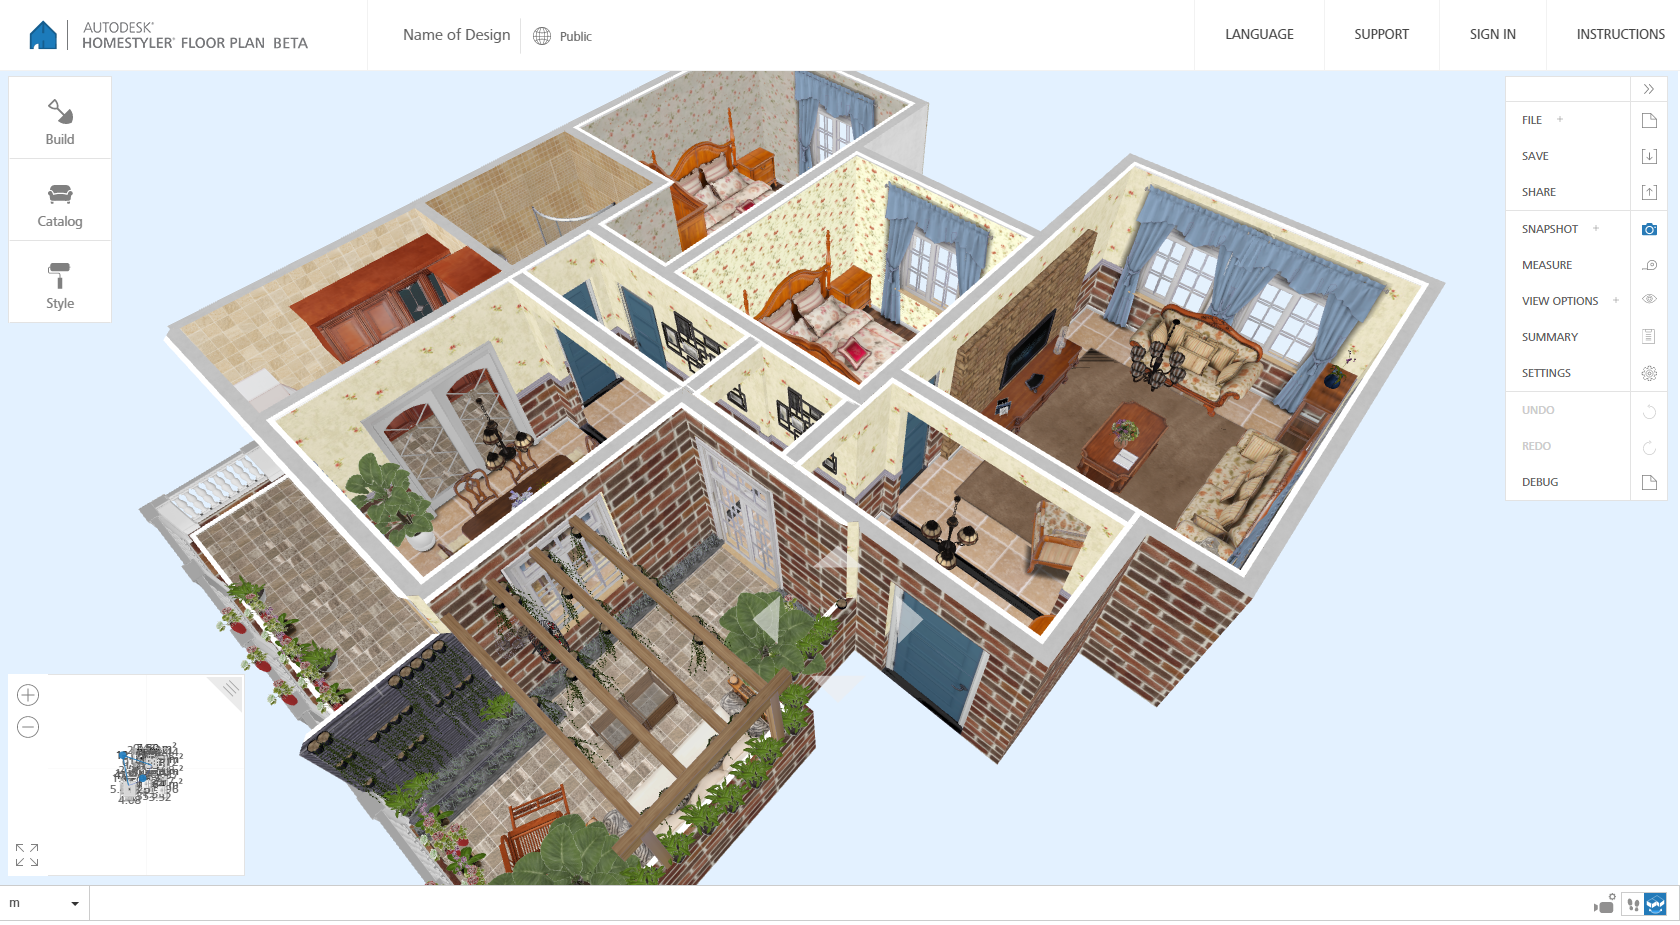 AUTODESK®
HOMESTYLER® FLOOR PLAN BETA
Name of Design
Public
LANGUAGE
SUPPORT
SIGN IN
INSTRUCTIONS
Build
Catalog
Style
FILE +
SAVE
SHARE
SNAPSHOT +
MEASURE
VIEW OPTIONS +
SUMMARY
SETTINGS
UNDO
REDO
DEBUG
4.08
m